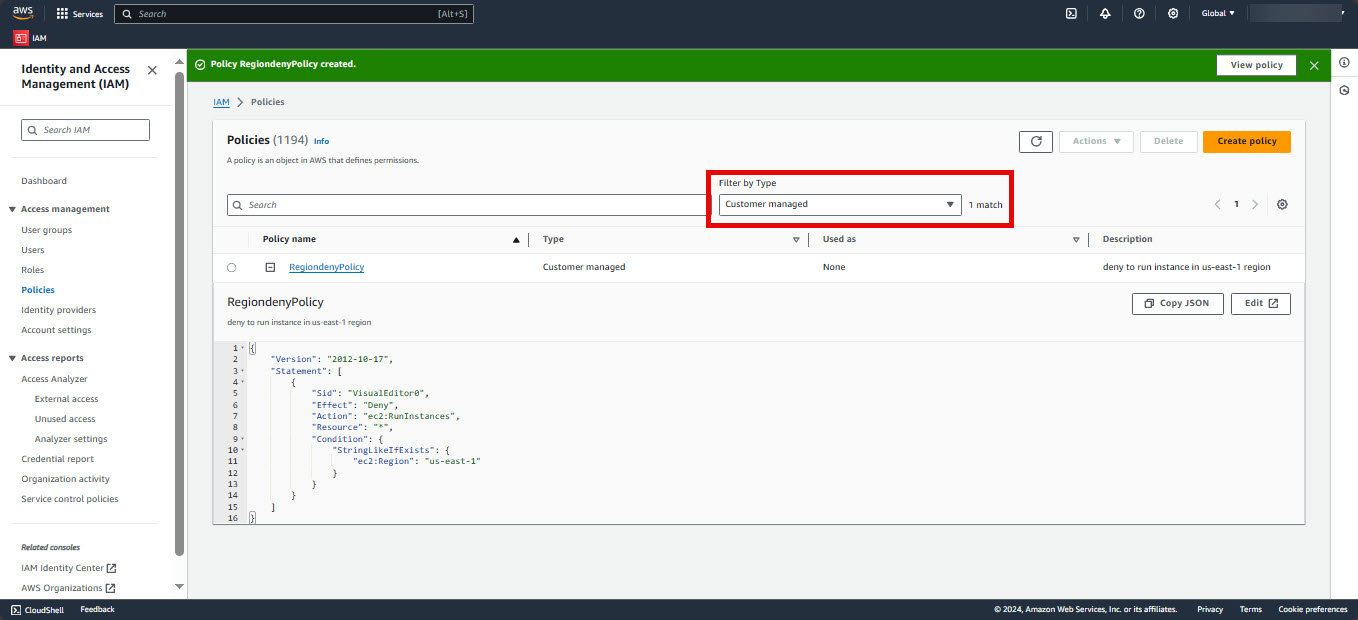 aws
Services
Search
[Alt+S]
Global
IAM
Identity and Access
Management (IAM)
Search IAM
Dashboard
Access management
User groups
Users
Roles
Policies
Identity providers
Account settings
Access reports
Access Analyzer
External access
Unused access
Analyzer settings
Credential report
Organization activity
Service control policies
Related consoles
IAM Identity Center
AWS Organizations
Policy RegiondenyPolicy created.
View policy
IAM > Policies
Policies (1194) Info
A policy is an object in AWS that defines permissions.
Actions
Delete
Create policy
Filter by Type
Search
Customer managed
1 match
1
Policy name
Type
Used as
Description
RegiondenyPolicy
Customer managed
None
deny to run instance in us-east-1 region
RegiondenyPolicy
deny to run instance in us-east-1 region
Copy JSON
Edit
1 {
2 "Version": "2012-10-17",
3 "Statement": [
4 {
5 "Sid": "VisualEditor0",
6 "Effect": "Deny",
7 "Action": "ec2:RunInstances",
8 "Resource": "*",
9 "Condition": {
10 "StringLikeIfExists": {
11 "ec2:Region": "us-east-1"
12 }
13 }
14 }
15 ]
16 }
CloudShell
Feedback
© 2024, Amazon Web Services, Inc. or its affiliates.
Privacy
Terms
Cookie preferences